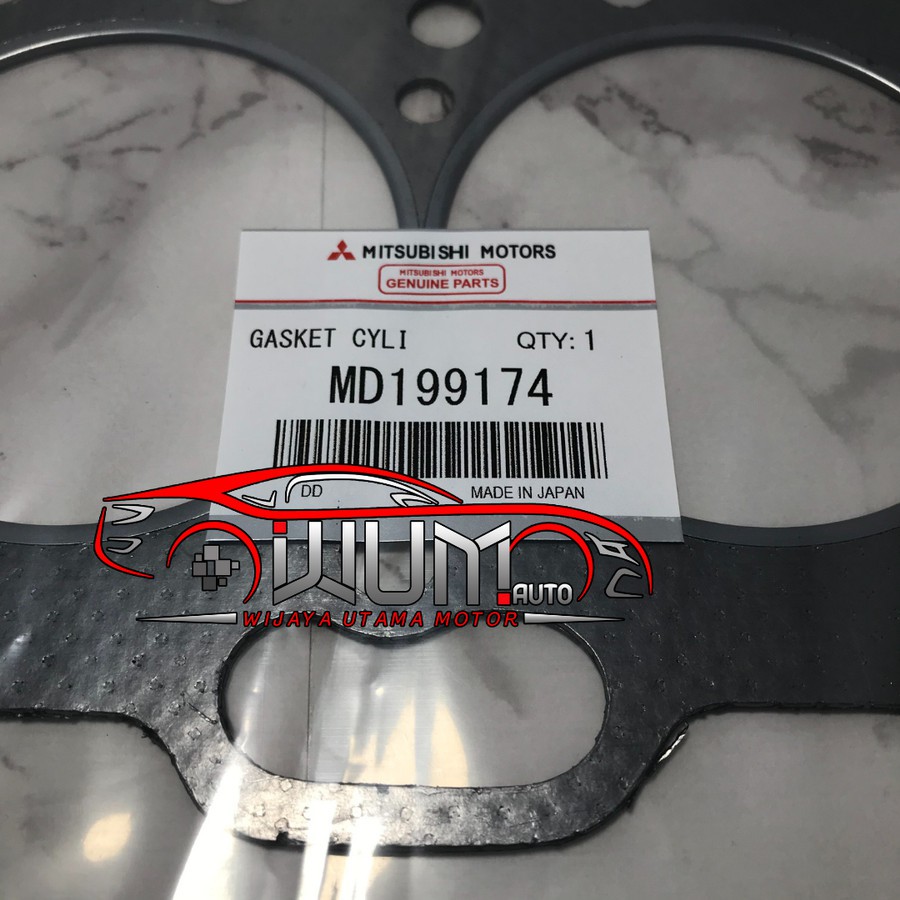 MITSUBISHI MOTORS
MITSUBISHI MOTORS
GENUINE PARTS
GASKET CYLI QTY: 1
MD199174
DD MADE IN JAPAN
WUM.AUTO
WIJAYA UTAMA MOTOR